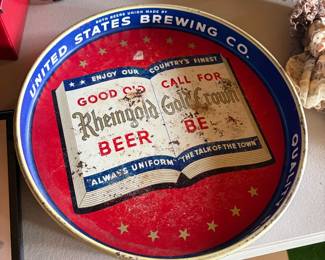 BOTH BEERS UNION MADE BY
UNITED STATES BREWING CO.
ENJOY OUR COUNTRY'S FINEST
GOOD OLD
Rheingold
BEER
"ALWAYS UNIFORM"
CALL FOR
Gold Crown
BE
"THE TALK OF THE TOWN"